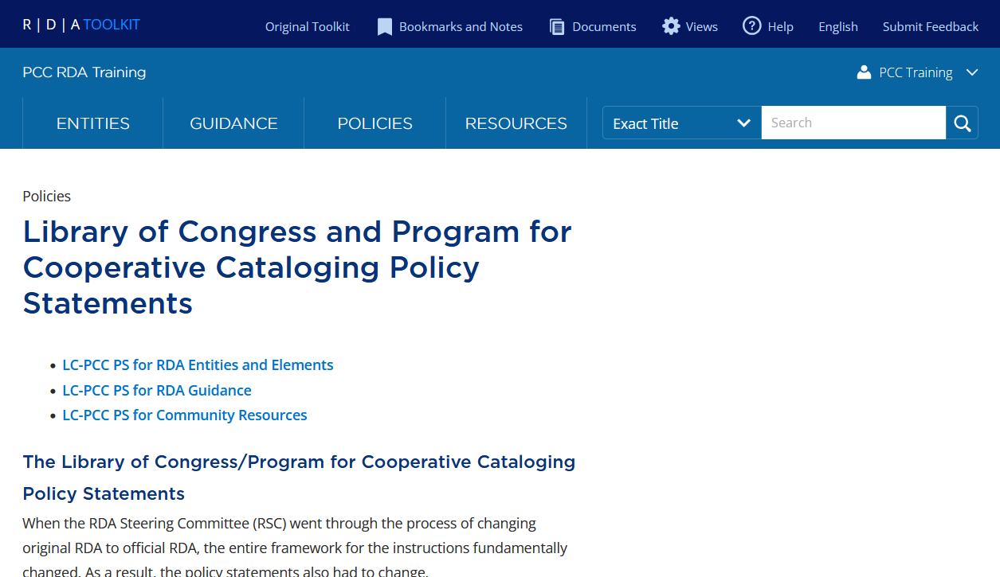 R | D | A TOOLKIT
Original Toolkit Bookmarks and Notes Documents Views Help English Submit Feedback
PCC RDA Training
PCC Training
ENTITIES GUIDANCE POLICIES RESOURCES Exact Title Search
Policies
Library of Congress and Program for
Cooperative Cataloging Policy
Statements
LC-PCC PS for RDA Entities and Elements
LC-PCC PS for RDA Guidance
LC-PCC PS for Community Resources
The Library of Congress/Program for Cooperative Cataloging
Policy Statements
When the RDA Steering Committee (RSC) went through the process of changing
original RDA to official RDA, the entire framework for the instructions fundamentally
changed. As a result, the policy statements also had to change.